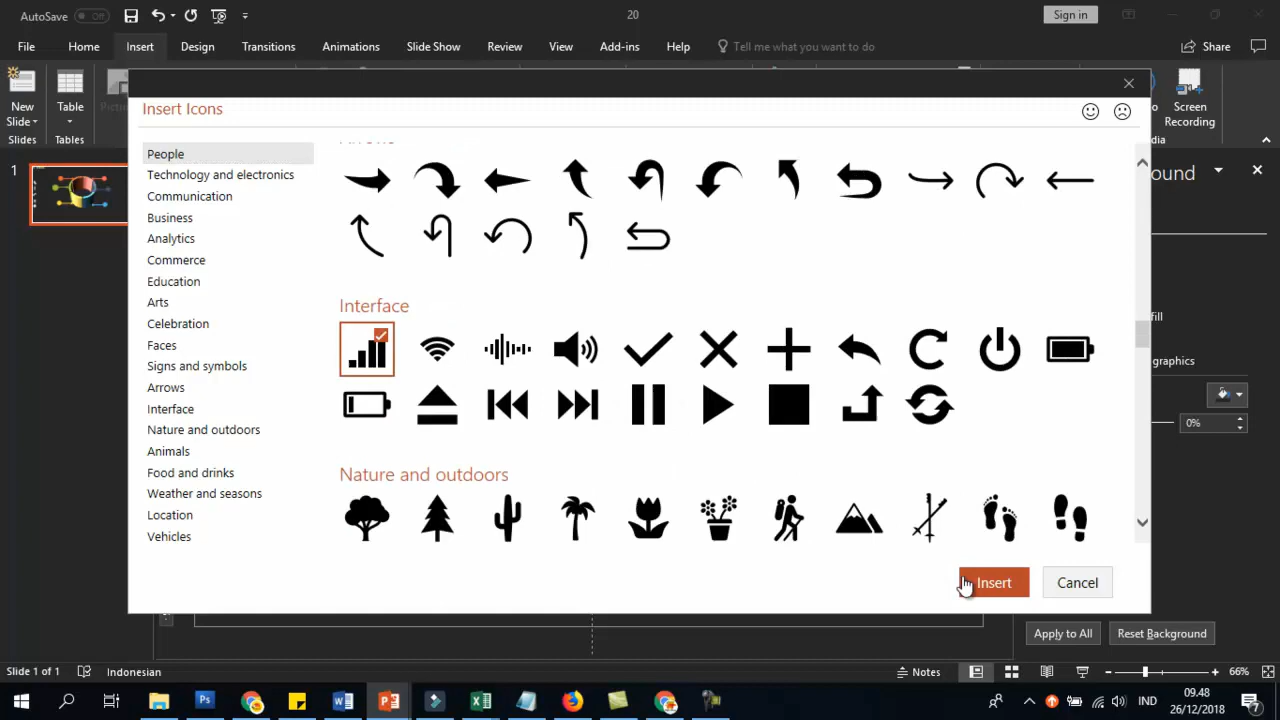 AutoSave Off
20
Sign in
File Home Insert Design Transitions Animations Slide Show Review View Add-ins Help Tell me what you want to do Share
New Slide
Table
Screen Recording
Slides
Tables
Insert Icons
People
Technology and electronics
Communication
Business
Analytics
Commerce
Education
Arts
Celebration
Faces
Signs and symbols
Arrows
Interface
Nature and outdoors
Animals
Food and drinks
Weather and seasons
Location
Vehicles
Interface
Nature and outdoors
Insert
Cancel
1
0%
Apply to All
Reset Background
Slide 1 of 1
Indonesian
Notes
66%
IND
09.48
26/12/2018
7